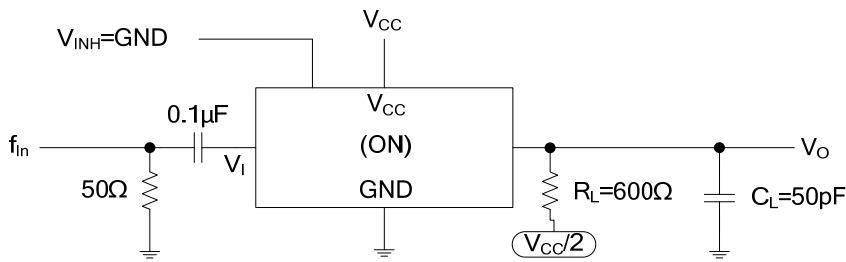 V_INH=GND
V_CC
0.1µF
V_CC
f_In
V_I
(ON)
V_O
50Ω
GND
R_L=600Ω
C_L=50pF
V_CC/2